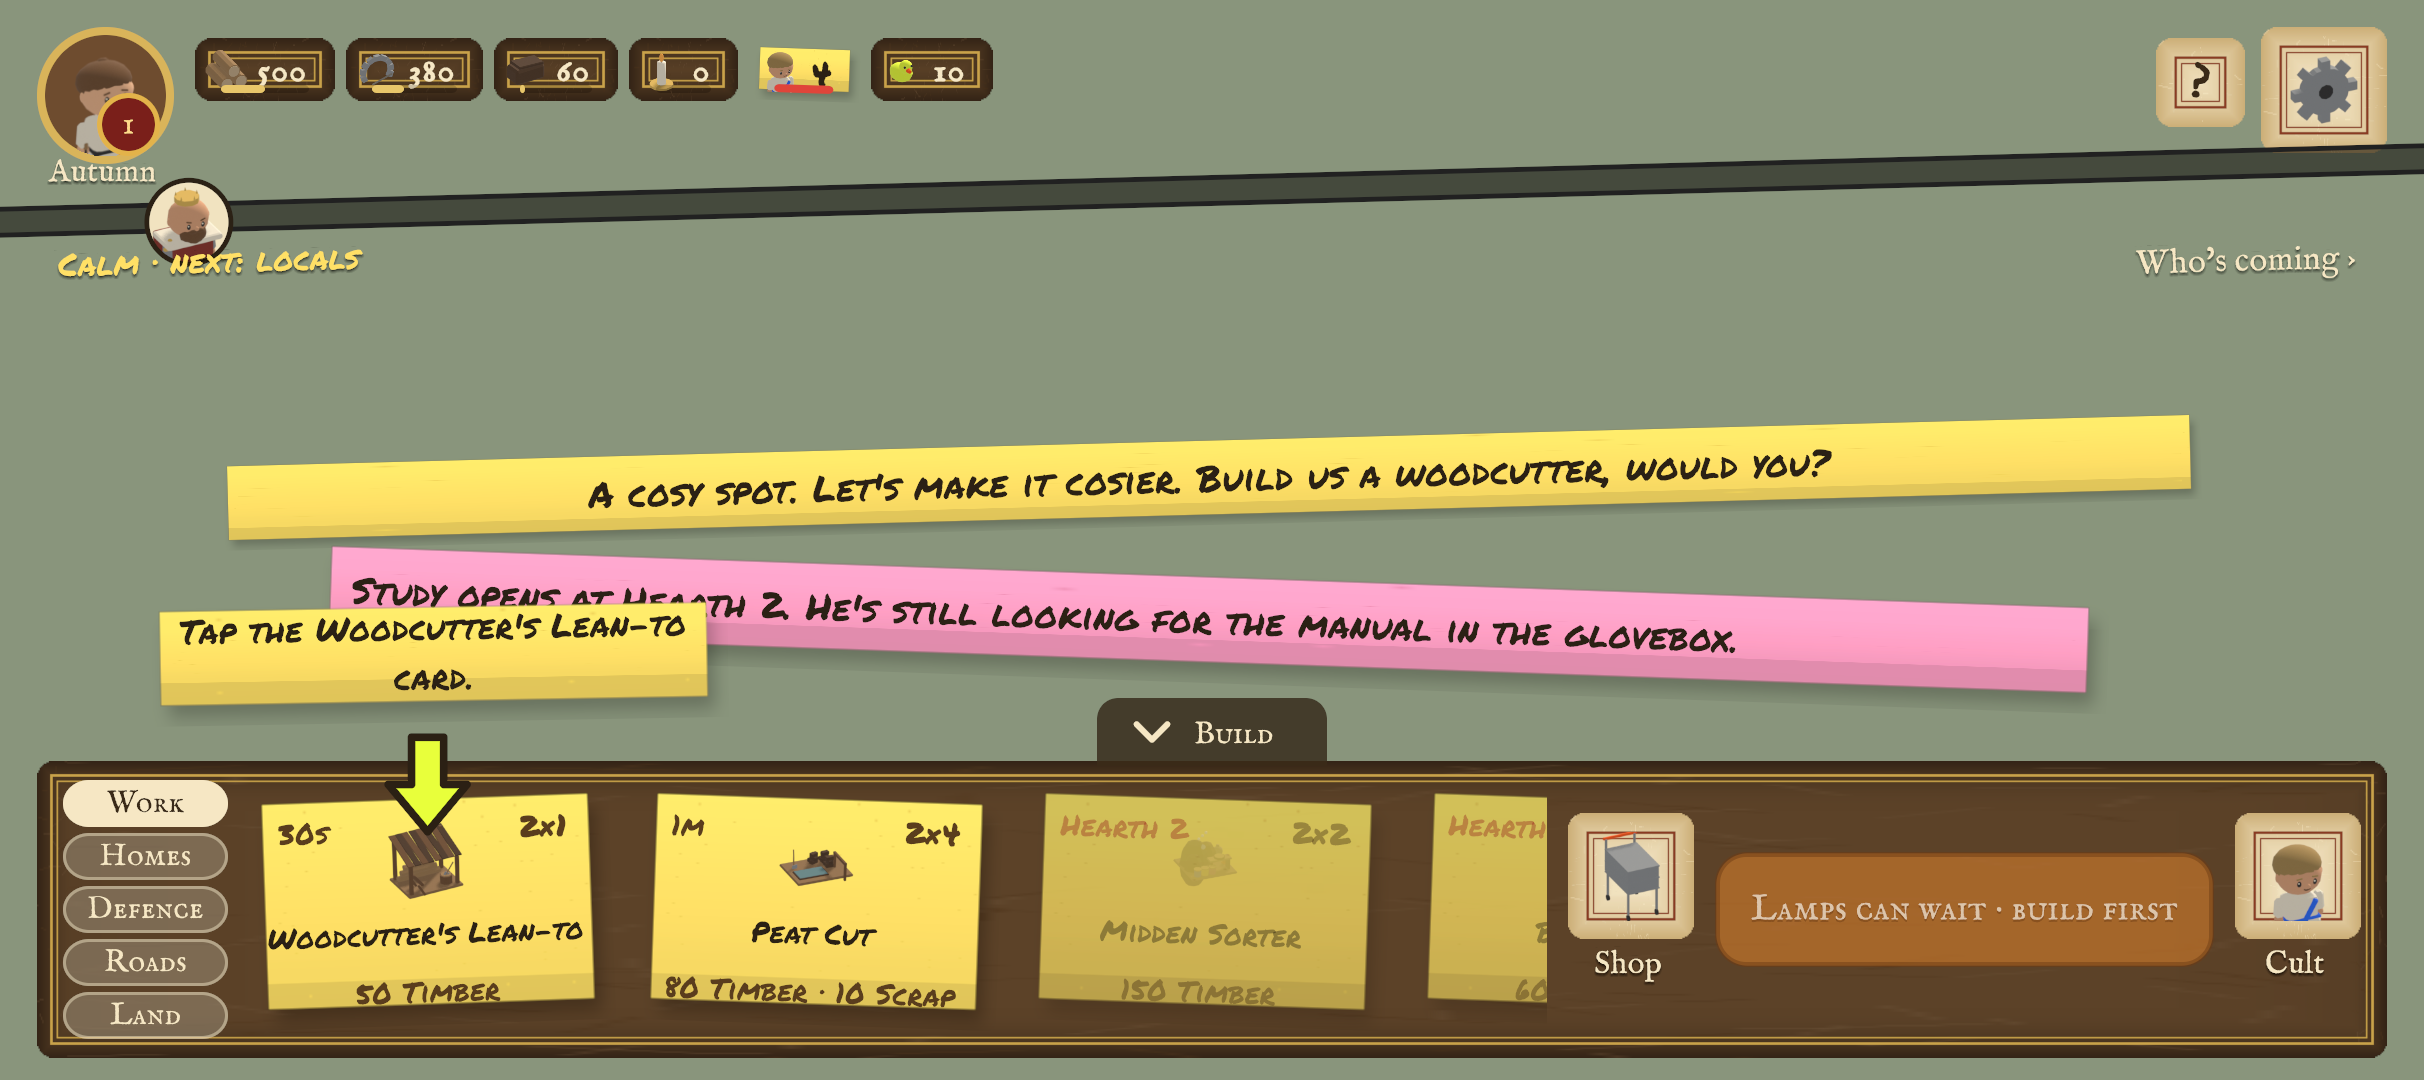 500
380
60
0
4
10
?
1
Autumn
Calm · next: locals
Who's coming ›
A cosy spot. Let's make it cosier. Build us a woodcutter, would you?
Study opens at Hearth 2. He's still looking for the manual in the glovebox.
Tap the Woodcutter's Lean-to
card.
Build
Work
Homes
Defence
Roads
Land
30s
2x1
Woodcutter's Lean-to
50 Timber
1m
2x4
Peat Cut
80 Timber · 10 Scrap
Hearth 2
2x2
Midden Sorter
150 Timber
Hearth
60
Shop
Lamps can wait · build first
Cult